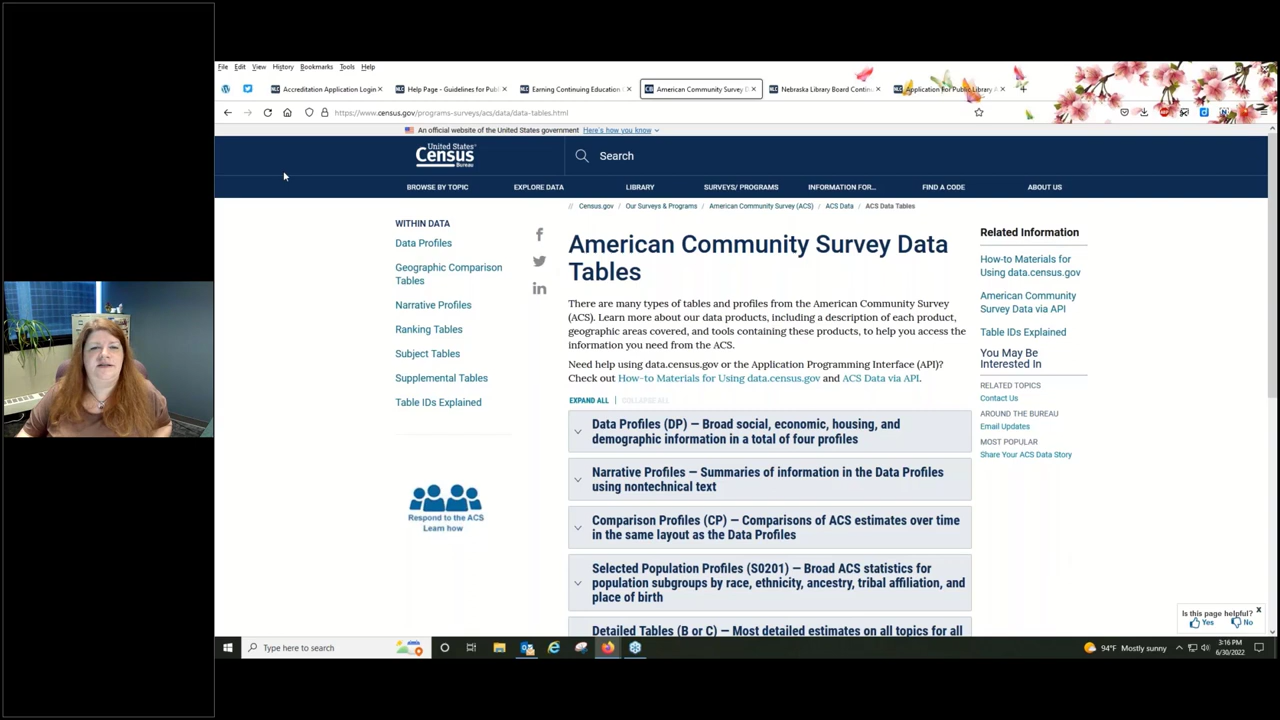 File Edit View History Bookmarks Tools Help
Accreditation Application Login
Help Page - Guidelines for Publ
Earning Continuing Education
American Community Survey D
Nebraska Library Board Contin
Application For Public Library A
https://www.census.gov/programs-surveys/acs/data/data-tables.html
An official website of the United States government Here's how you know
United States
Census
Bureau
Search
BROWSE BY TOPIC EXPLORE DATA LIBRARY SURVEYS/ PROGRAMS INFORMATION FOR... FIND A CODE ABOUT US
// Census.gov / Our Surveys & Programs / American Community Survey (ACS) / ACS Data / ACS Data Tables
WITHIN DATA
Data Profiles
Geographic Comparison
Tables
Narrative Profiles
Ranking Tables
Subject Tables
Supplemental Tables
Table IDs Explained
Respond to the ACS
Learn how
American Community Survey Data
Tables
There are many types of tables and profiles from the American Community Survey
(ACS). Learn more about our data products, including a description of each product,
geographic areas covered, and tools containing these products, to help you access the
information you need from the ACS.
Need help using data.census.gov or the Application Programming Interface (API)?
Check out How-to Materials for Using data.census.gov and ACS Data via API.
EXPAND ALL | COLLAPSE ALL
Data Profiles (DP) — Broad social, economic, housing, and
demographic information in a total of four profiles
Narrative Profiles — Summaries of information in the Data Profiles
using nontechnical text
Comparison Profiles (CP) — Comparisons of ACS estimates over time
in the same layout as the Data Profiles
Selected Population Profiles (S0201) — Broad ACS statistics for
population subgroups by race, ethnicity, ancestry, tribal affiliation, and
place of birth
Detailed Tables (B or C) — Most detailed estimates on all topics for all
Related Information
How-to Materials for
Using data.census.gov
American Community
Survey Data via API
Table IDs Explained
You May Be
Interested In
RELATED TOPICS
Contact Us
AROUND THE BUREAU
Email Updates
MOST POPULAR
Share Your ACS Data Story
Is this page helpful? X
Yes No
Type here to search
94°F Mostly sunny
3:16 PM
6/30/2022